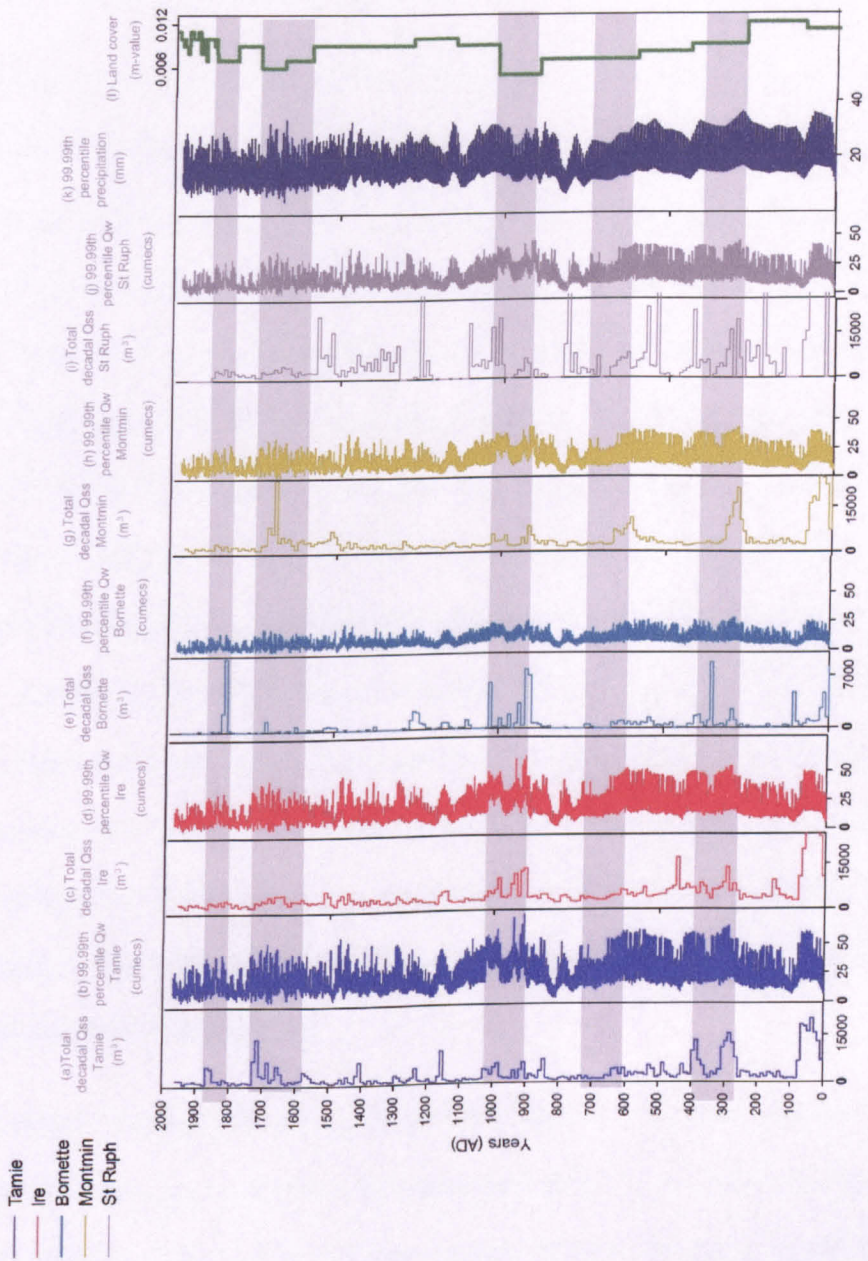 Tamie
Ire
Bornette
Montmin
St Ruph
(a) Total
decadal Qss
Tamie
(m³)
(b) 99.99th
percentile Qw
Tamie
(cumecs)
(c) Total
decadal Qss
Ire
(m³)
(d) 99.99th
percentile Qw
Ire
(cumecs)
(e) Total
decadal Qss
Bornette
(m³)
(f) 99.99th
percentile Qw
Bornette
(cumecs)
(g) Total
decadal Qss
Montmin
(m³)
(h) 99.99th
percentile Qw
Montmin
(cumecs)
(i) Total
decadal Qss
St Ruph
(m³)
(j) 99.99th
percentile Qw
St Ruph
(cumecs)
(k) 99.99th
percentile
precipitation
(mm)
(l) Land cover
(m-value)
0.006 0.012
2000
1900
1800
1700
1600
1500
1400
1300
1200
1100
1000
900
800
700
600
500
400
300
200
100
0
Years (AD)
0 15000
0 25 50
0 15000
0 25 50
0 7000
0 25 50
0 15000
0 25 50
0 15000
0 25 50
20 40